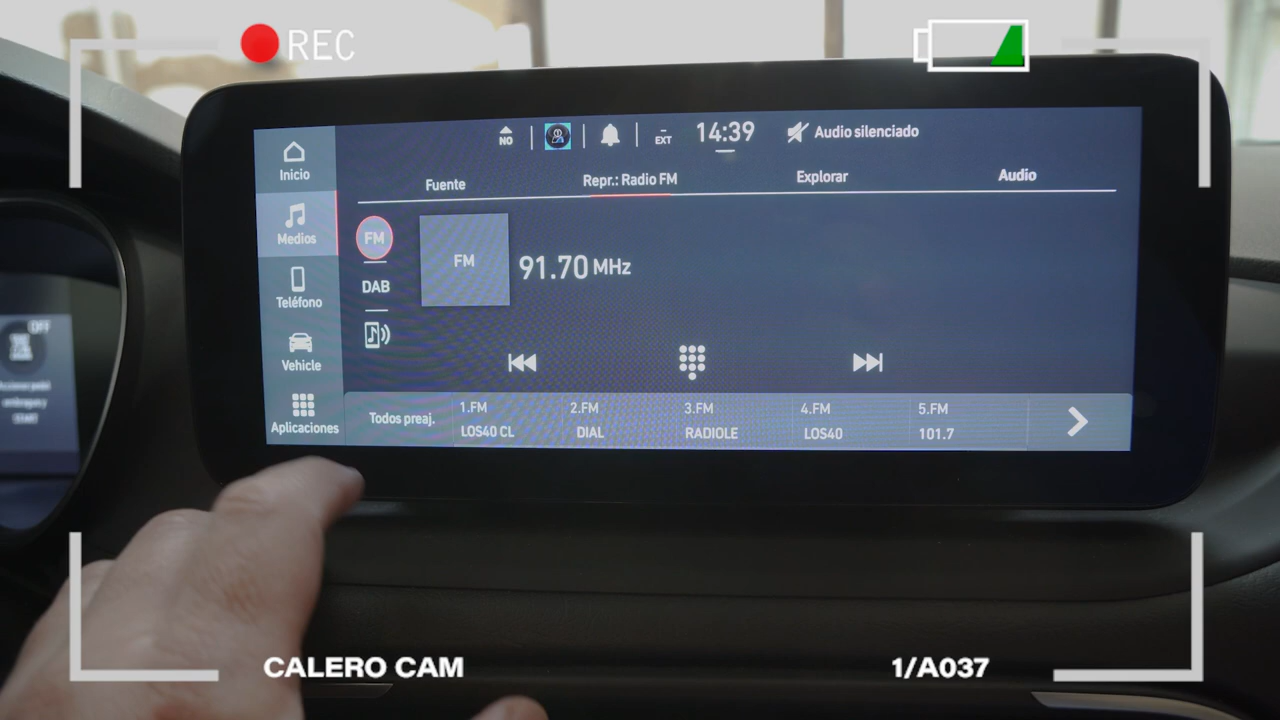 REC
NO
EXT
14:39
Audio silenciado
Inicio
Fuente
Repr.: Radio FM
Explorar
Audio
Medios
FM
FM
91.70 MHz
DAB
Teléfono
Vehicle
Aplicaciones
Todos preaj.
1.FM
LOS40 CL
2.FM
DIAL
3.FM
RADIOLE
4.FM
LOS40
5.FM
101.7
OFF
START
CALERO CAM
1/A037